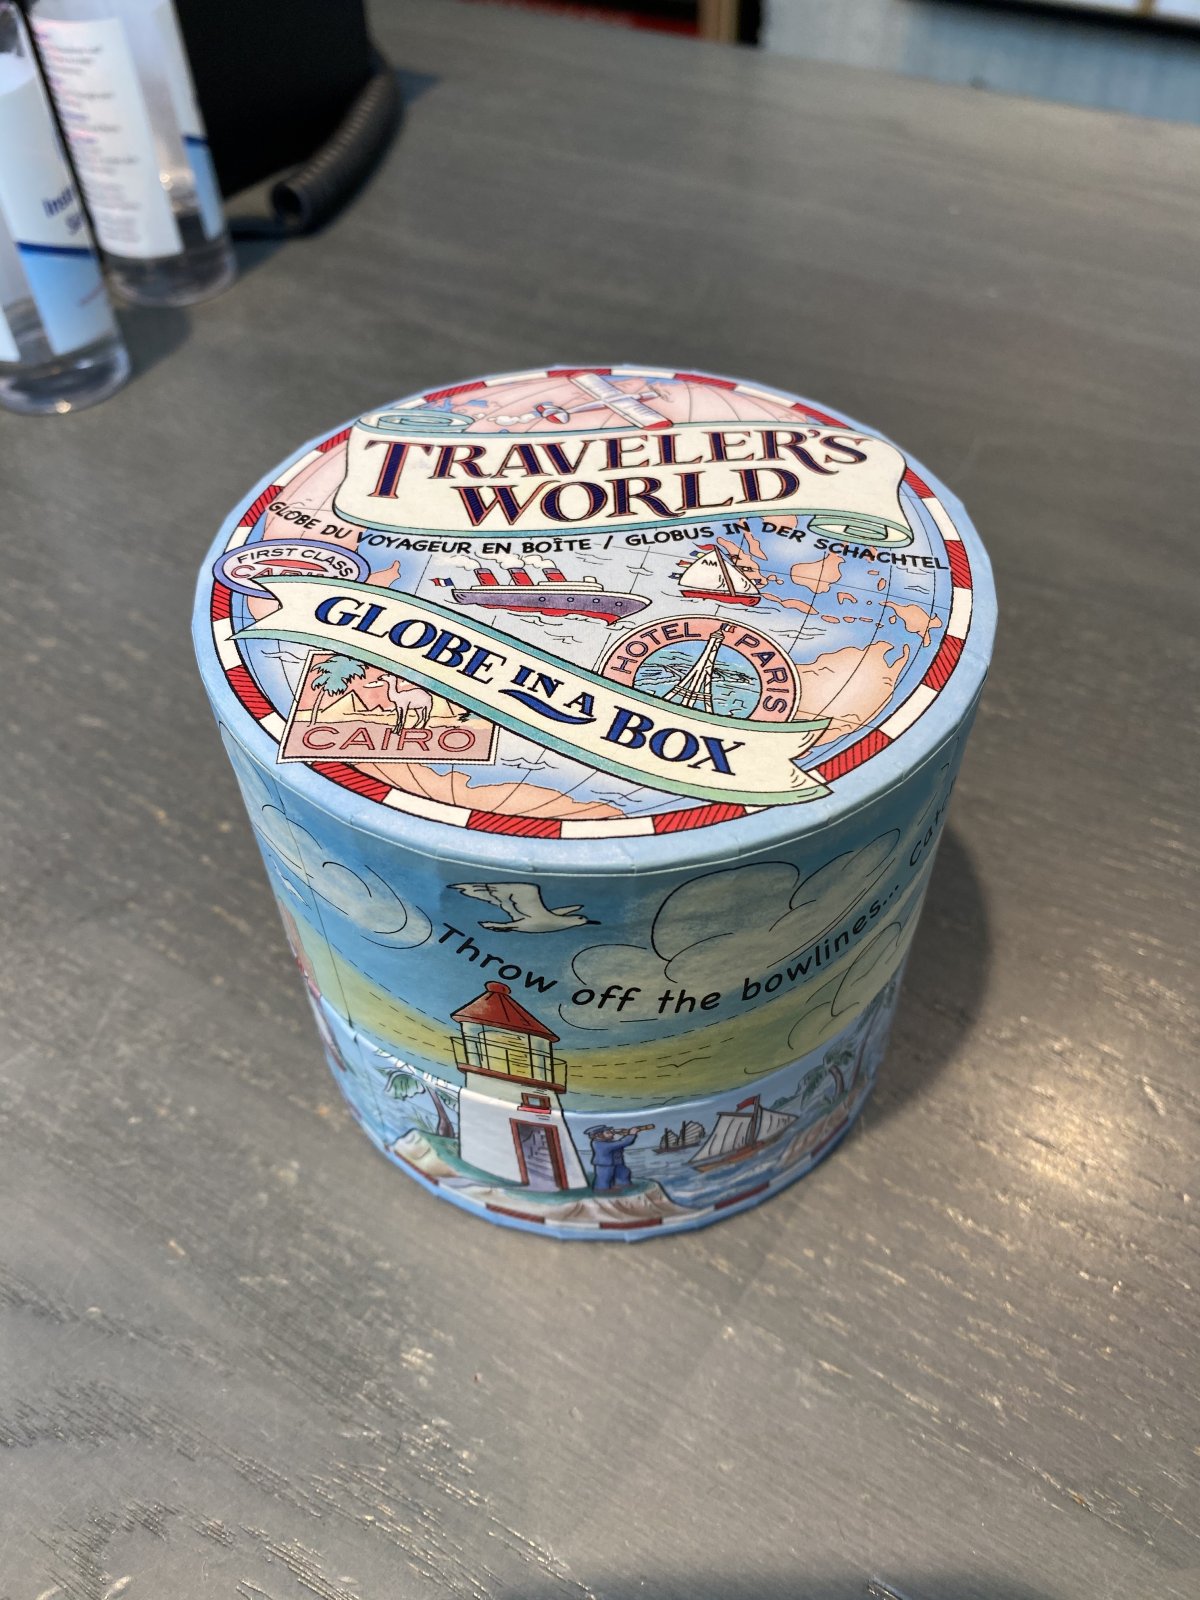 TRAVELER'S
WORLD
GLOBE DU VOYAGEUR EN BOÎTE / GLOBUS IN DER SCHACHTEL
FIRST CLASS
AM
HOTEL PARIS
GLOBE IN A BOX
CAIRO
Throw off the bowlines...